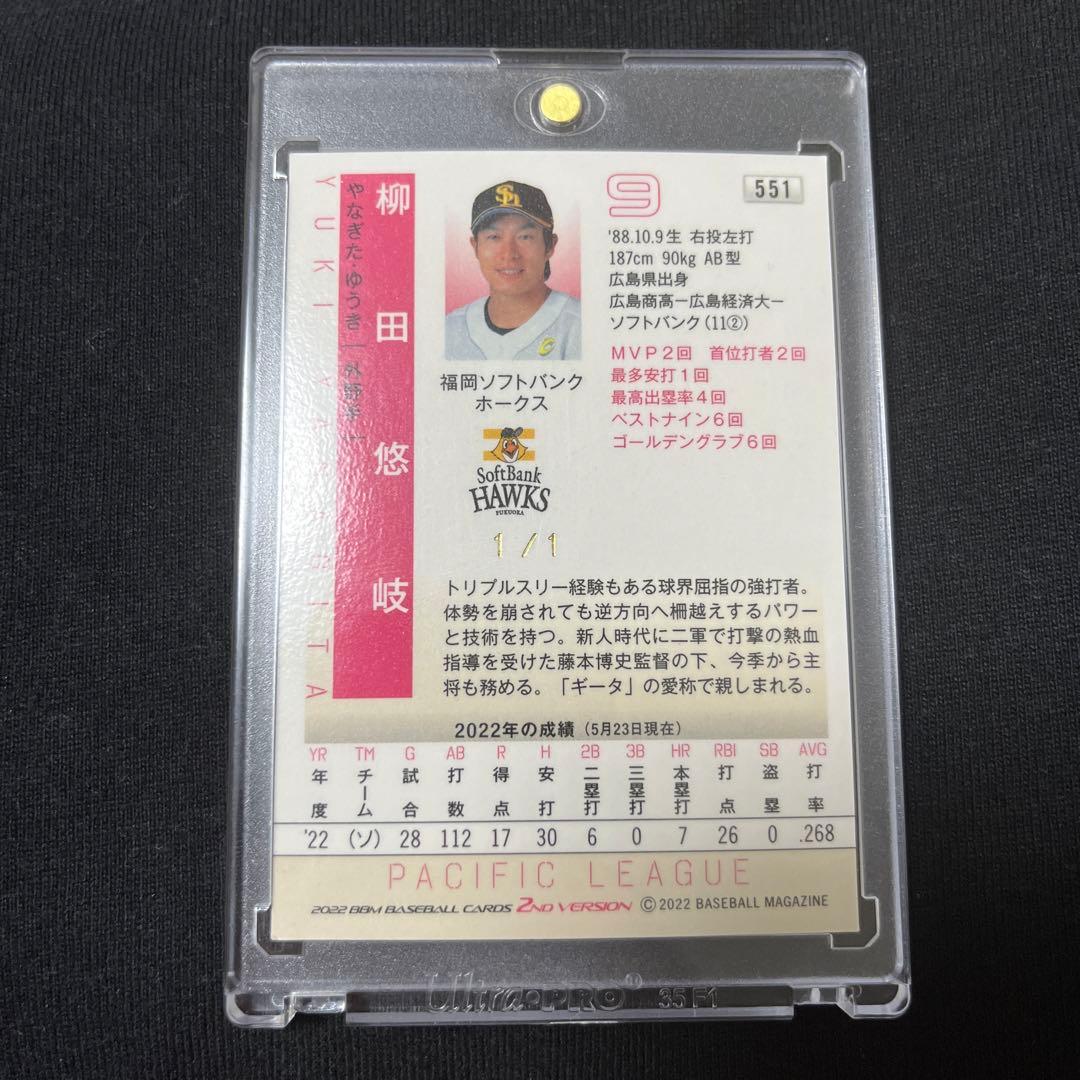 551
9
'88.10.9生 右投左打
187cm 90kg AB型
広島県出身
広島商高ー広島経済大ー
ソフトバンク(11②)
MVP2回 首位打者2回
最多安打1回
最高出塁率4回
ベストナイン6回
ゴールデングラブ6回
柳田悠岐
やなぎた・ゆうき|外野手|
YUKI YANAGITA
福岡ソフトバンク
ホークス
SoftBank
HAWKS
FUKUOKA
1/1
トリプルスリー経験もある球界屈指の強打者。
体勢を崩されても逆方向へ柵越えするパワー
と技術を持つ。新人時代に二軍で打撃の熱血
指導を受けた藤本博史監督の下、今季から主
将も務める。「ギータ」の愛称で親しまれる。
2022年の成績(5月23日現在)
YR TM G AB R H 2B 3B HR RBI SB AVG
年度 チーム 試合 打数 得点 安打 二塁打 三塁打 本塁打 打点 盗塁 打率
'22 (ソ) 28 112 17 30 6 0 7 26 0 .268
PACIFIC LEAGUE
2022 BBM BASEBALL CARDS 2ND VERSION ©2022 BASEBALL MAGAZINE
Ultra·PRO® 35 F1